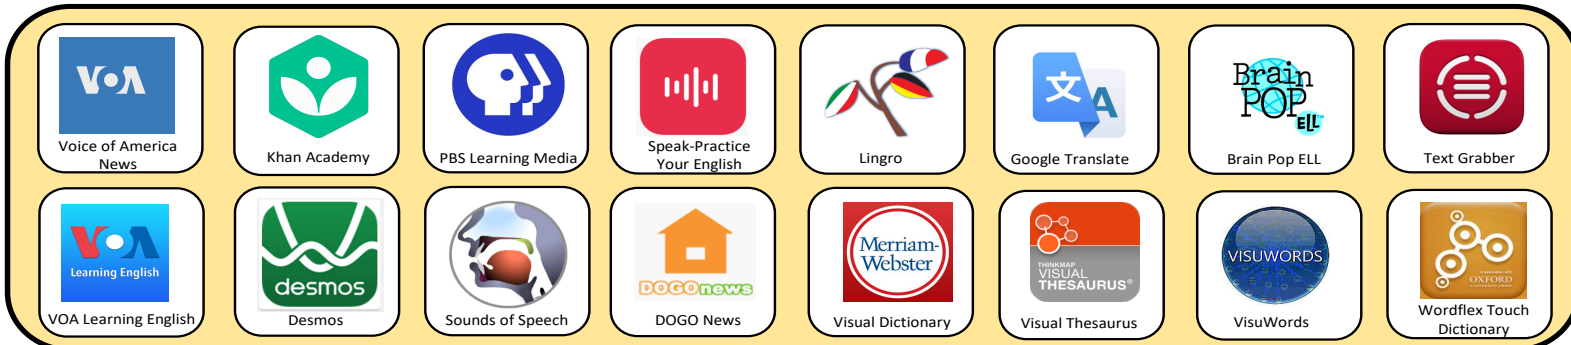 VOA
Voice of America
News
Khan Academy
PBS Learning Media
Speak-Practice
Your English
Lingro
文A
Google Translate
Brain
POP
ELL
Brain Pop ELL
Text Grabber
VOA
Learning English
VOA Learning English
desmos
Desmos
Sounds of Speech
DOGOnews
DOGO News
Merriam-
Webster
Visual Dictionary
THINKMAP
VISUAL
THESAURUS®
Visual Thesaurus
VISUWORDS
VisuWords
OXFORD
Wordflex Touch
Dictionary